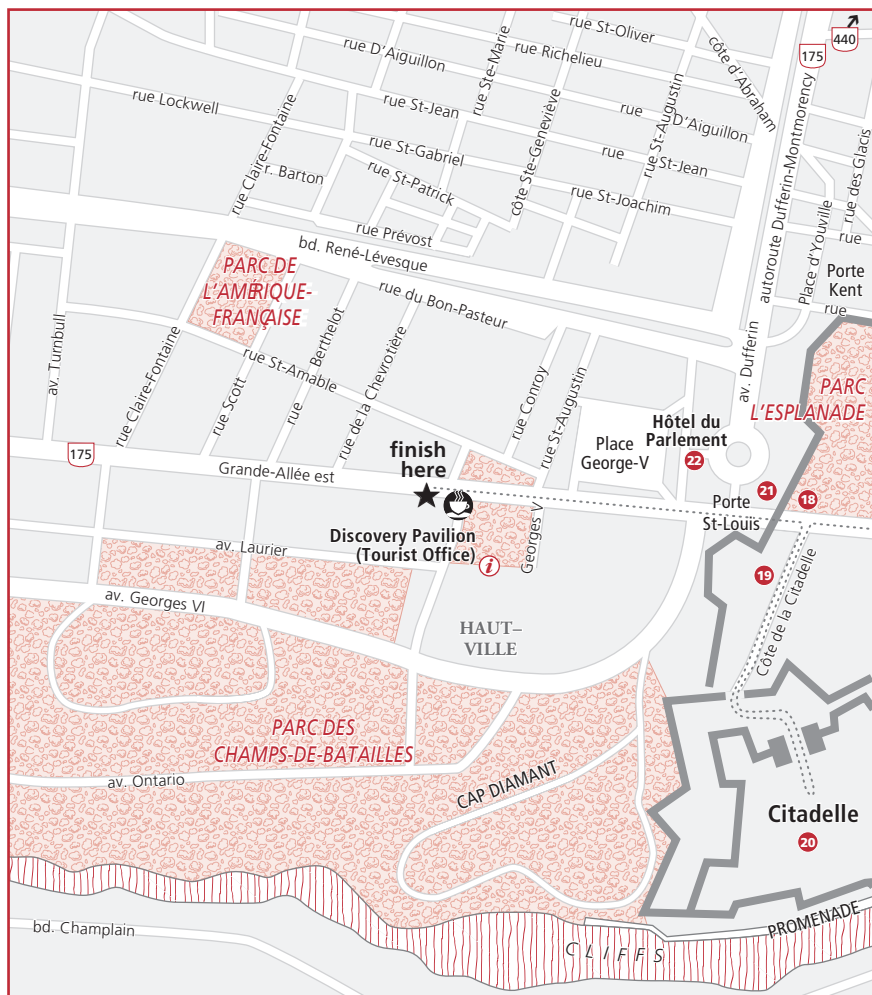 rue St-Oliver
440
175
rue D'Aiguillon
rue Ste-Marie
rue Richelieu
côte d'Abraham
rue Lockwell
rue St-Jean
rue St-Augustin
rue
D'Aiguillon
autoroute Dufferin-Montmorency
rue Claire-Fontaine
r. Barton
rue St-Gabriel
rue St-Patrick
côte Ste-Geneviève
rue
St-Jean
rue St-Joachim
rue des Glacis
Place d'Youville
rue
rue Prévost
bd. René-Lévesque
PARC DE
L'AMÉRIQUE-
FRANÇAISE
rue du Bon-Pasteur
Porte
Kent
rue
av. Turnbull
rue Claire-Fontaine
rue Scott
rue St-Amable
rue
Berthelot
rue de la Chevrotière
rue Conroy
rue St-Augustin
av. Dufferin
PARC
L'ESPLANADE
Hôtel du
Parlement
22
Place
George-V
175
Grande-Allée est
finish
here
21
18
Porte
St-Louis
Discovery Pavilion
(Tourist Office)
i
Georges V
av. Laurier
19
Côte de la Citadelle
av. Georges VI
HAUT–
VILLE
PARC DES
CHAMPS-DE-BATAILLES
av. Ontario
CAP DIAMANT
Citadelle
20
PROMENADE
bd. Champlain
CLIFFS